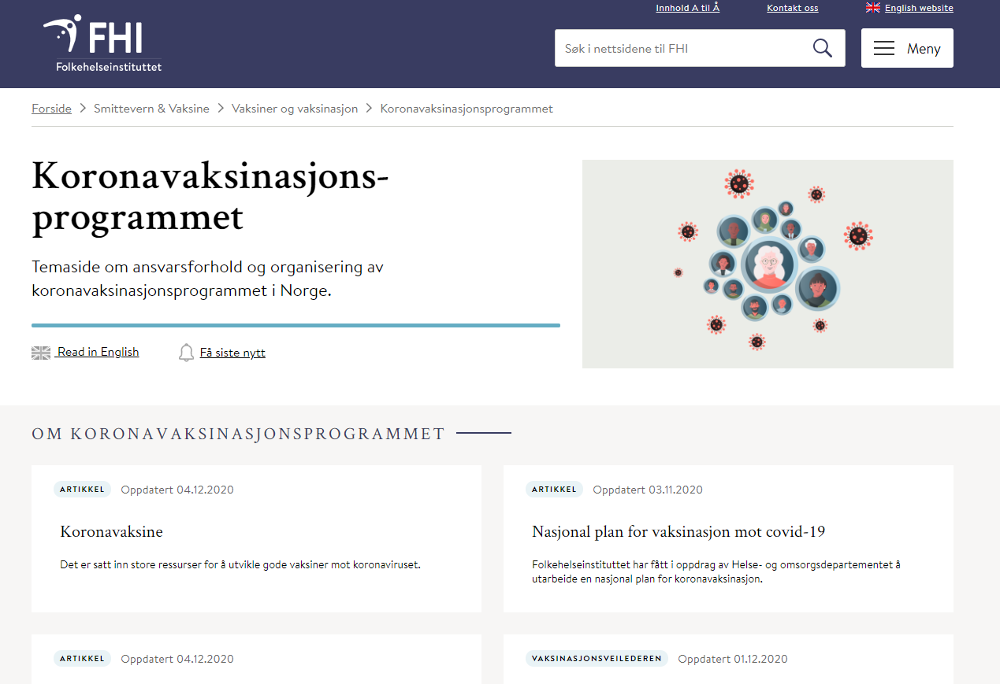 Innhold A til Å
Kontakt oss
English website
FHI
Folkehelseinstituttet
Søk i nettsidene til FHI
Meny
Forside > Smittevern & Vaksine > Vaksiner og vaksinasjon > Koronavaksinasjonsprogrammet
Koronavaksinasjons-
programmet
Temaside om ansvarsforhold og organisering av
koronavaksinasjonsprogrammet i Norge.
Read in English
Få siste nytt
OM KORONAVAKSINASJONSPROGRAMMET
ARTIKKEL Oppdatert 04.12.2020
Koronavaksine
Det er satt inn store ressurser for å utvikle gode vaksiner mot koronaviruset.
ARTIKKEL Oppdatert 03.11.2020
Nasjonal plan for vaksinasjon mot covid-19
Folkehelseinstituttet har fått i oppdrag av Helse- og omsorgsdepartementet å
utarbeide en nasjonal plan for koronavaksinasjon.
ARTIKKEL Oppdatert 04.12.2020
VAKSINASJONSVEILEDEREN Oppdatert 01.12.2020